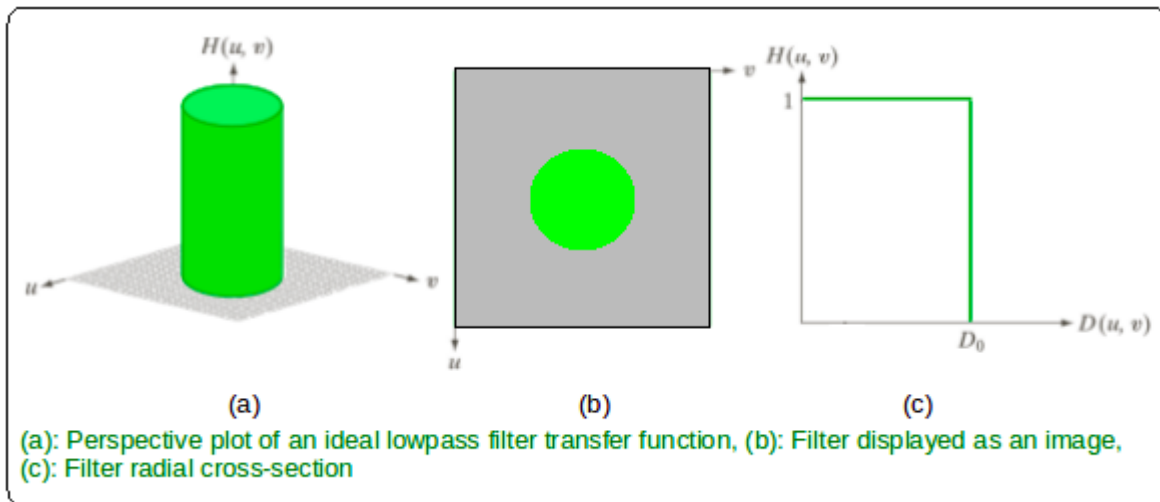 H(u, v)
u
v
v
u
H(u, v)
1
D₀
D(u, v)
(a)
(b)
(c)
(a): Perspective plot of an ideal lowpass filter transfer function, (b): Filter displayed as an image,
(c): Filter radial cross-section